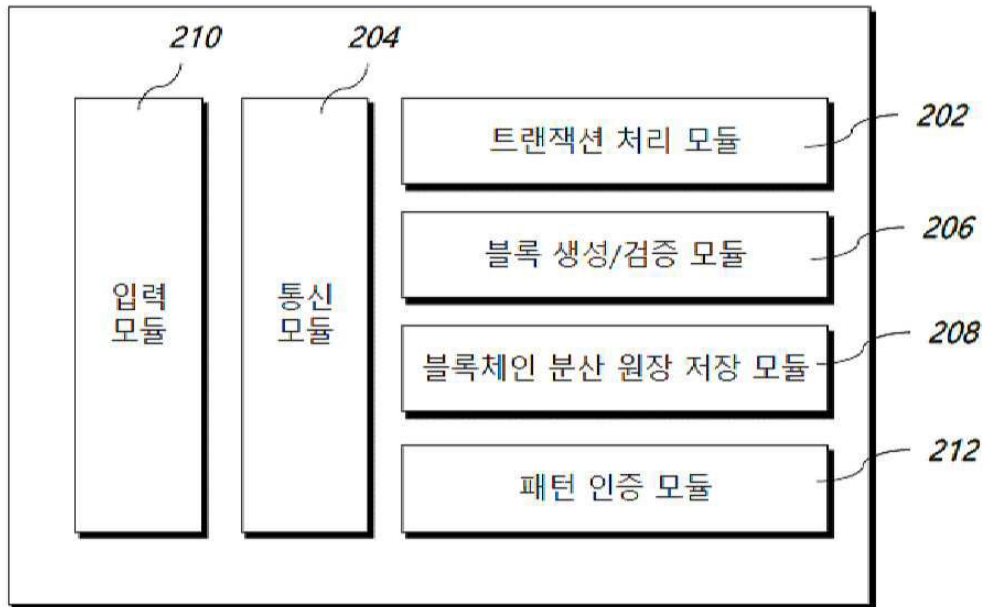 210
204
202
트랜잭션 처리 모듈
206
블록 생성/검증 모듈
입력
모듈
통신
모듈
208
블록체인 분산 원장 저장 모듈
212
패턴 인증 모듈